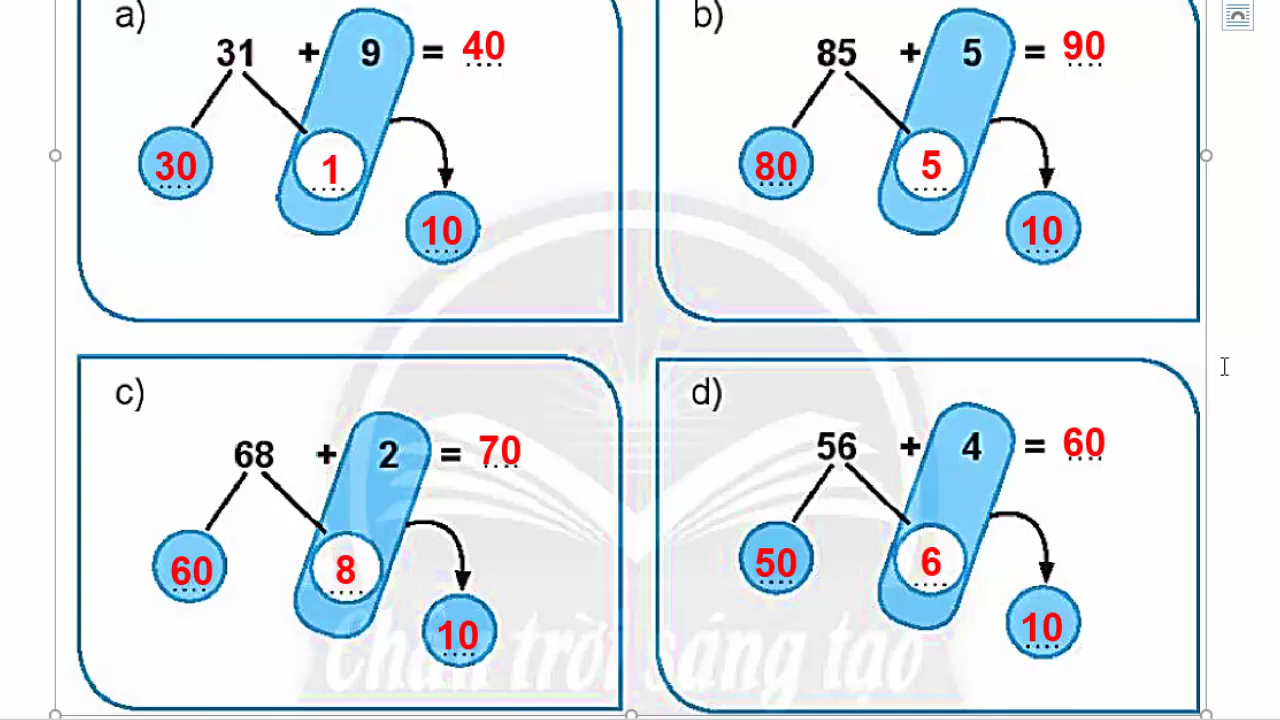 a)
31 + 9 = 40
30
1
10
b)
85 + 5 = 90
80
5
10
c)
68 + 2 = 70
60
8
10
d)
56 + 4 = 60
50
6
10
Chân trời sáng tạo